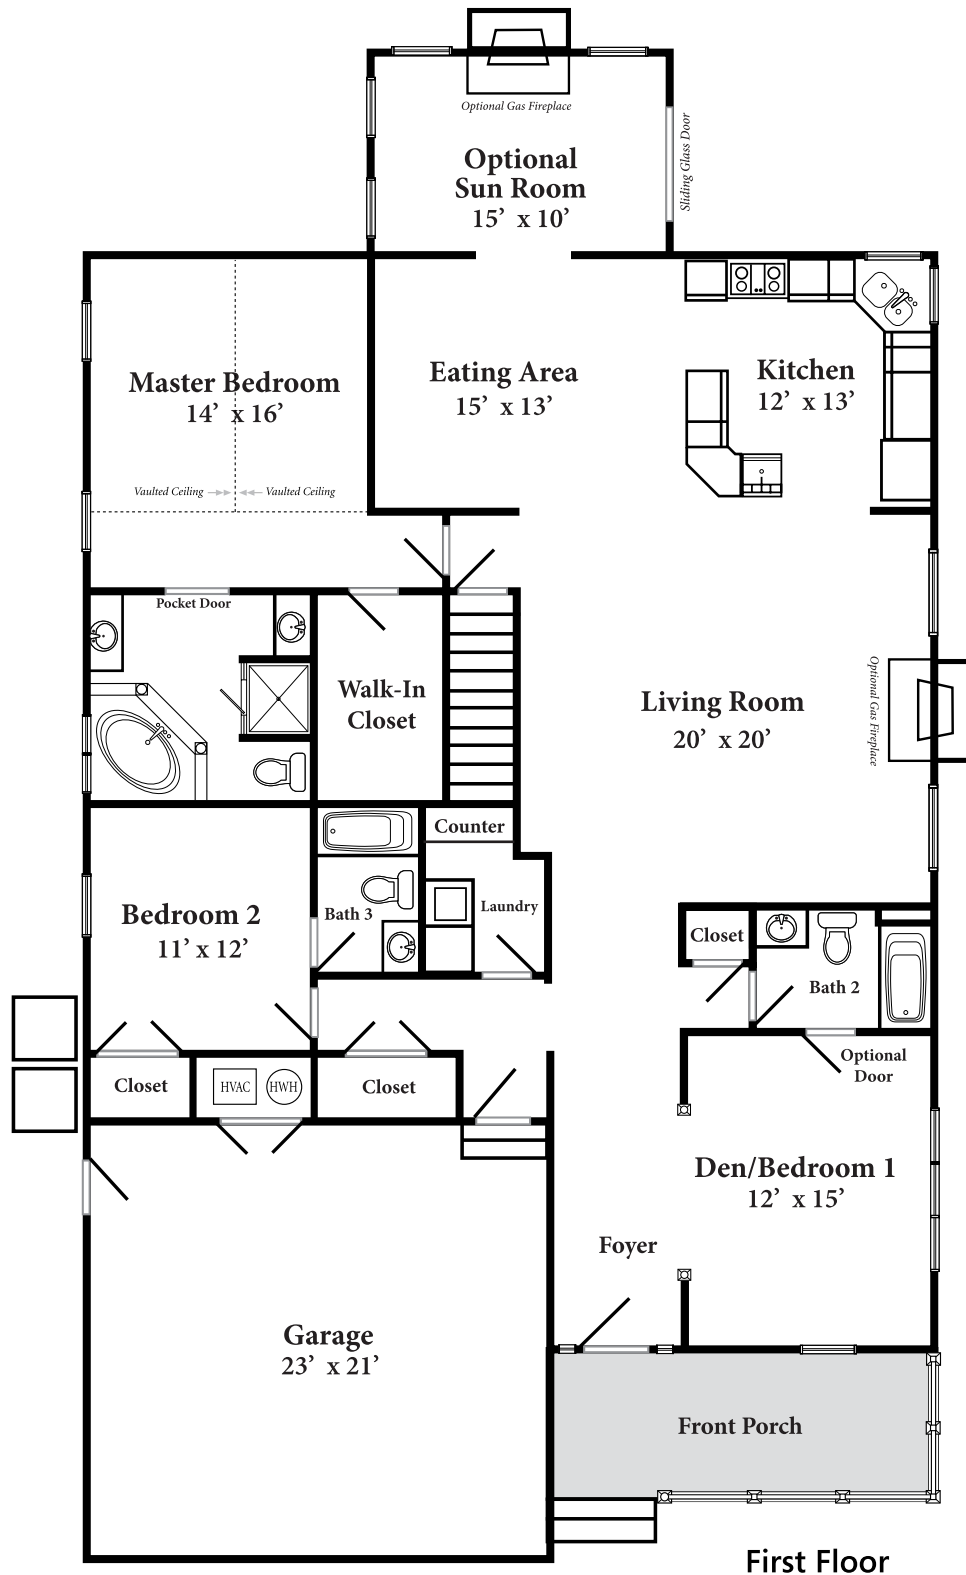 Optional Gas Fireplace
Sliding Glass Door
Optional
Sun Room
15’ x 10’
Master Bedroom
14’ x 16’
Vaulted Ceiling
Vaulted Ceiling
Eating Area
15’ x 13’
Kitchen
12’ x 13’
Pocket Door
Walk-In
Closet
Living Room
20’ x 20’
Optional Gas Fireplace
Counter
Bedroom 2
11’ x 12’
Bath 3
Laundry
Closet
Bath 2
Optional
Door
Closet
HVAC
HWH
Closet
Den/Bedroom 1
12’ x 15’
Foyer
Garage
23’ x 21’
Front Porch
First Floor